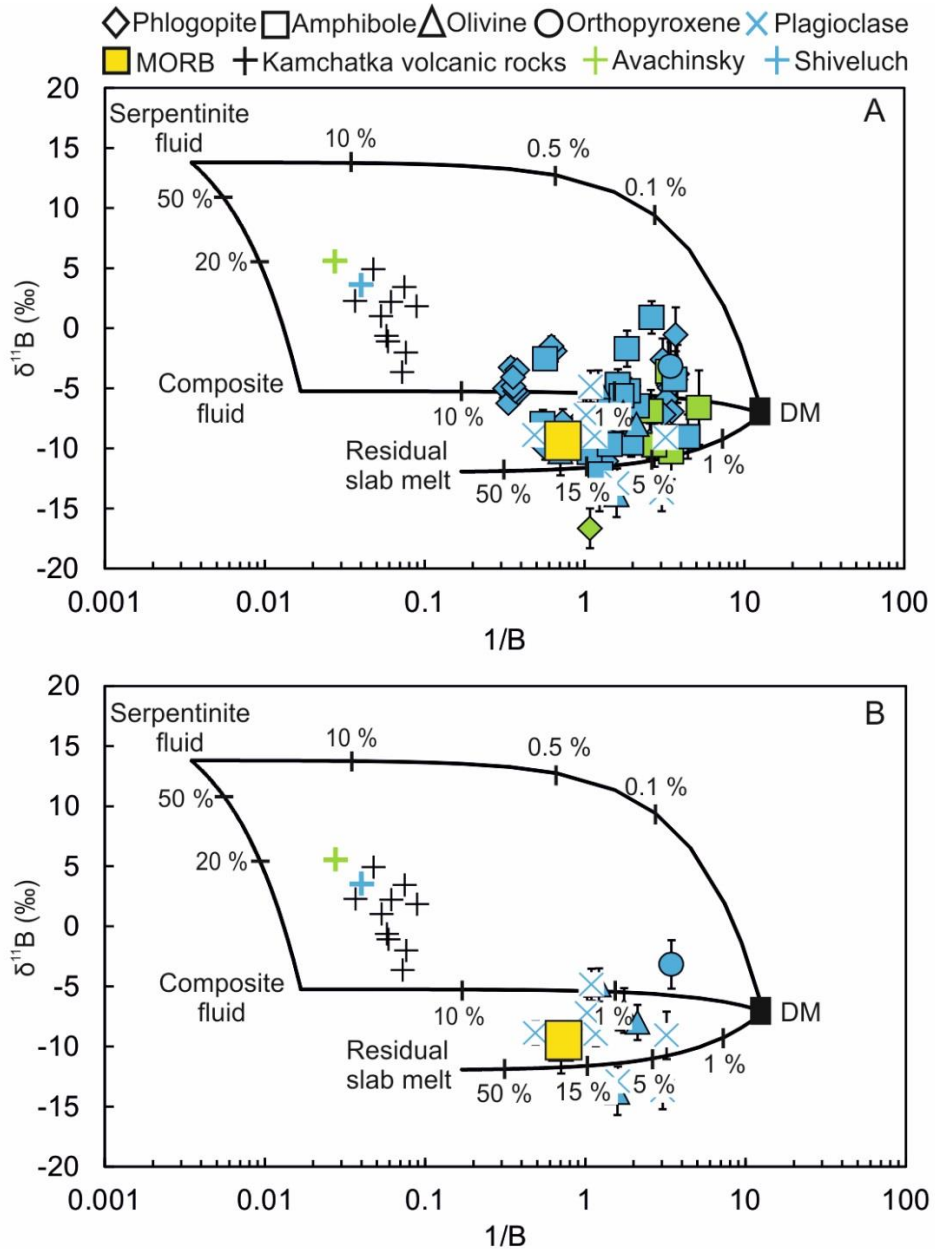 Phlogopite Amphibole Olivine Orthopyroxene Plagioclase
MORB Kamchatka volcanic rocks Avachinsky Shiveluch
A
20
15
10
5
0
-5
-10
-15
-20
δ¹¹B (‰)
Serpentinite
fluid
10 %
0.5 %
0.1 %
50 %
20 %
Composite
fluid
10 %
1 %
DM
Residual
slab melt
50 %
15 %
5 %
1 %
0.001 0.01 0.1 1 10 100
1/B
B
20
15
10
5
0
-5
-10
-15
-20
δ¹¹B (‰)
Serpentinite
fluid
10 %
0.5 %
0.1 %
50 %
20 %
Composite
fluid
10 %
1 %
DM
Residual
slab melt
50 %
15 %
5 %
1 %
0.001 0.01 0.1 1 10 100
1/B